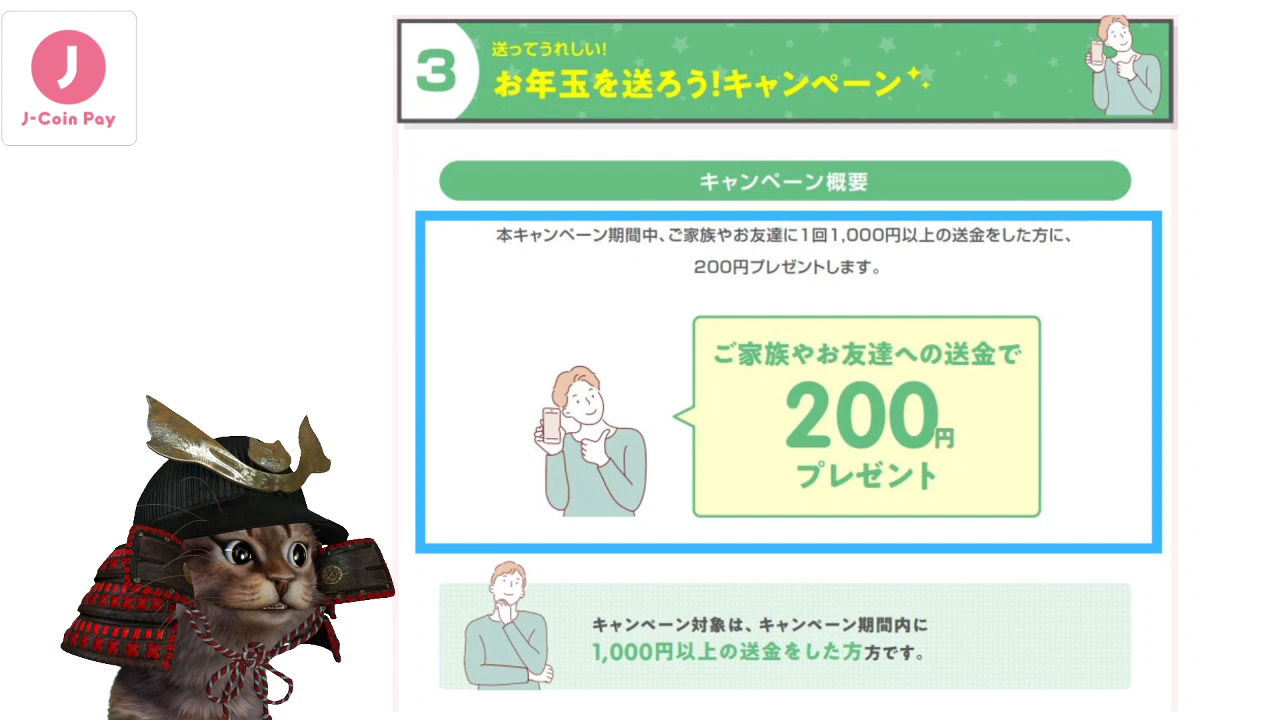 J-Coin Pay
3
送ってうれしい!
お年玉を送ろう!キャンペーン
キャンペーン概要
本キャンペーン期間中、ご家族やお友達に1回1,000円以上の送金をした方に、
200円プレゼントします。
ご家族やお友達への送金で
200円
プレゼント
キャンペーン対象は、キャンペーン期間内に
1,000円以上の送金をした方方です。